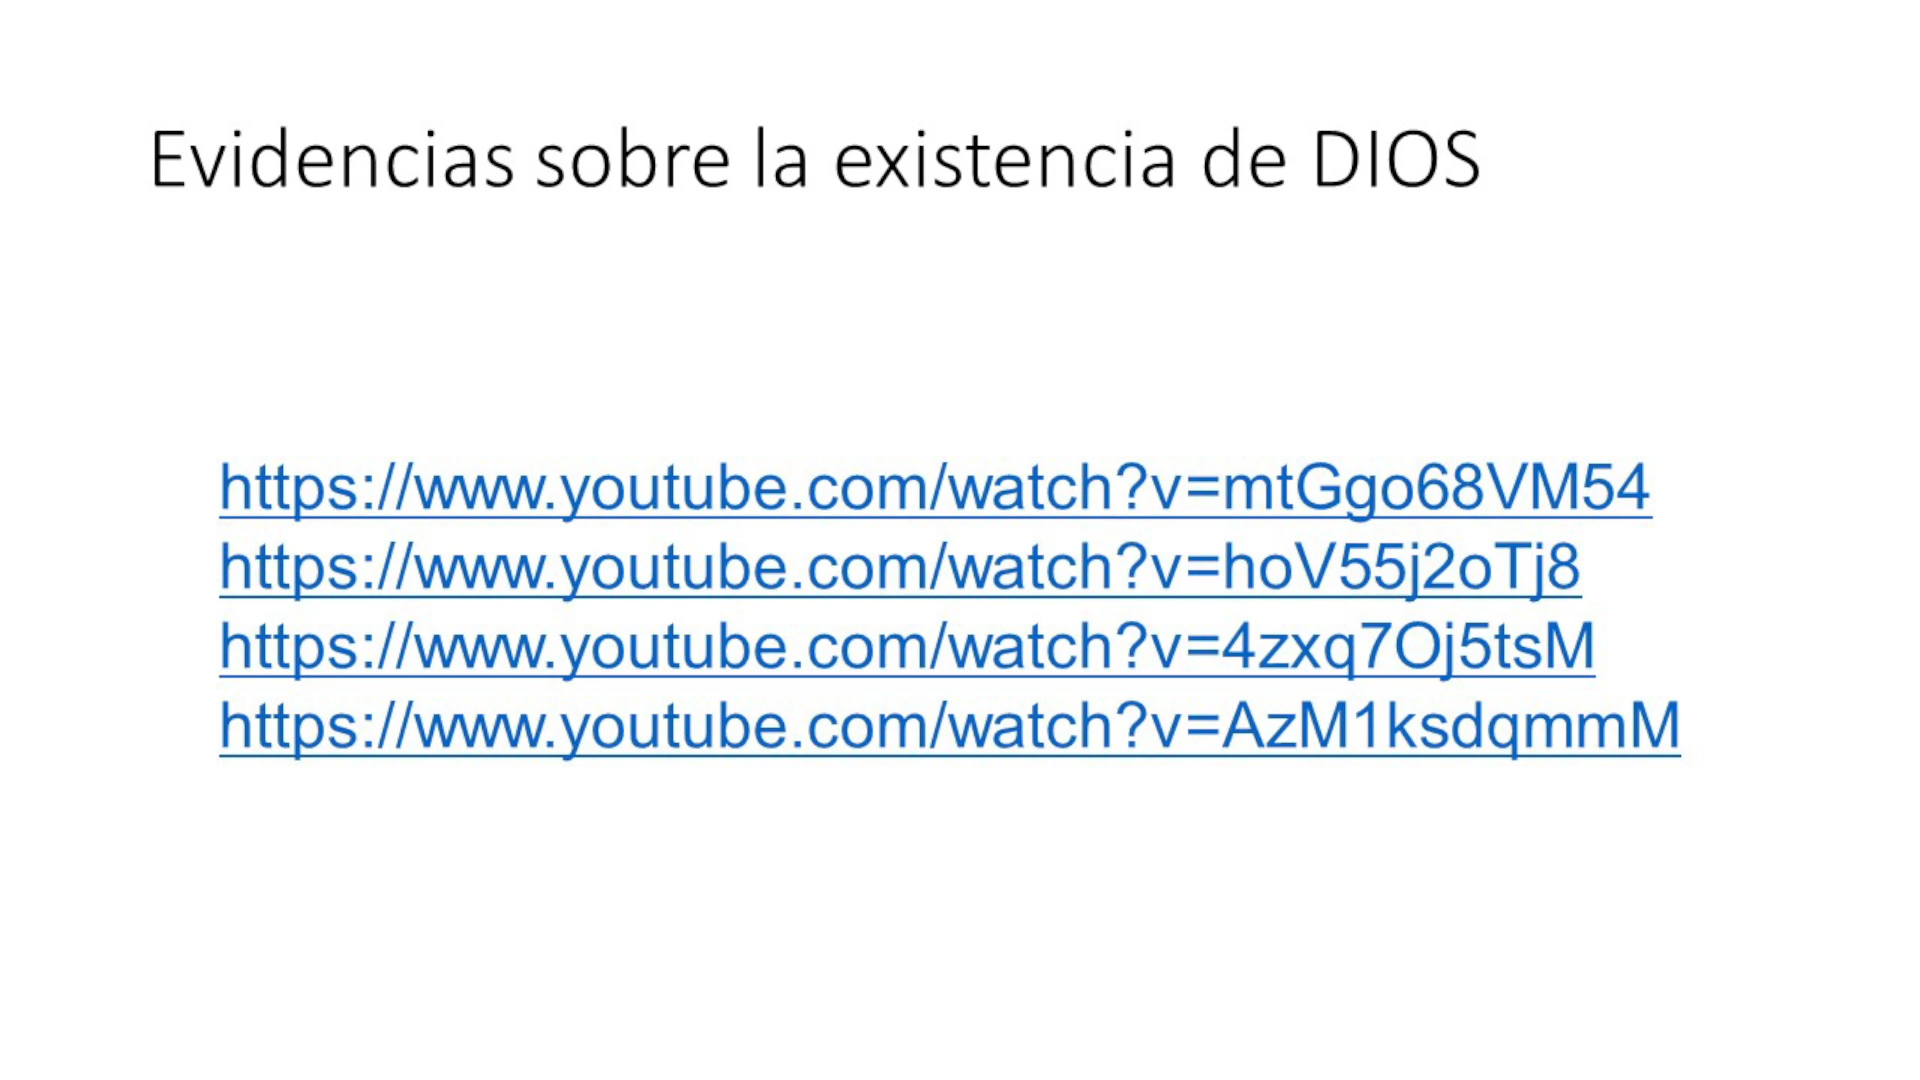 Evidencias sobre la existencia de DIOS
https://www.youtube.com/watch?v=mtGgo68VM54
https://www.youtube.com/watch?v=hoV55j2oTj8
https://www.youtube.com/watch?v=4zxq7Oj5tsM
https://www.youtube.com/watch?v=AzM1ksdqmmM